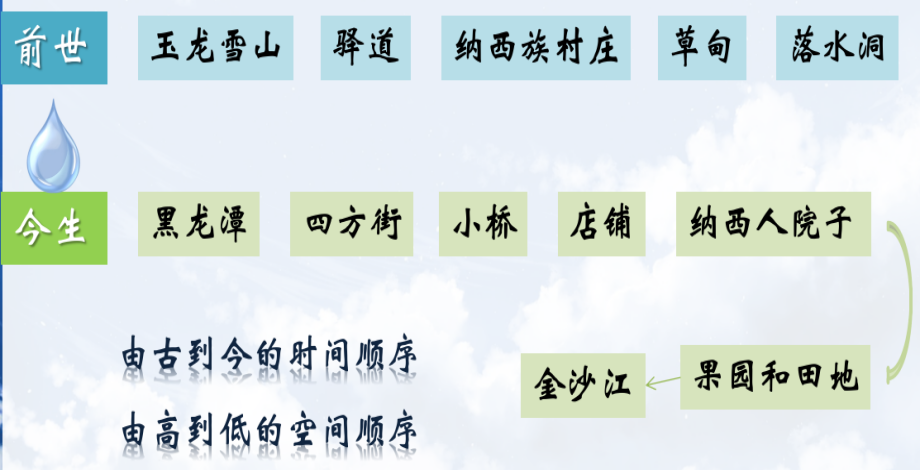 前世 玉龙雪山 驿道 纳西族村庄 草甸 落水洞
今生 黑龙潭 四方街 小桥 店铺 纳西人院子
由古到今的时间顺序
金沙江 果园和田地
由高到低的空间顺序